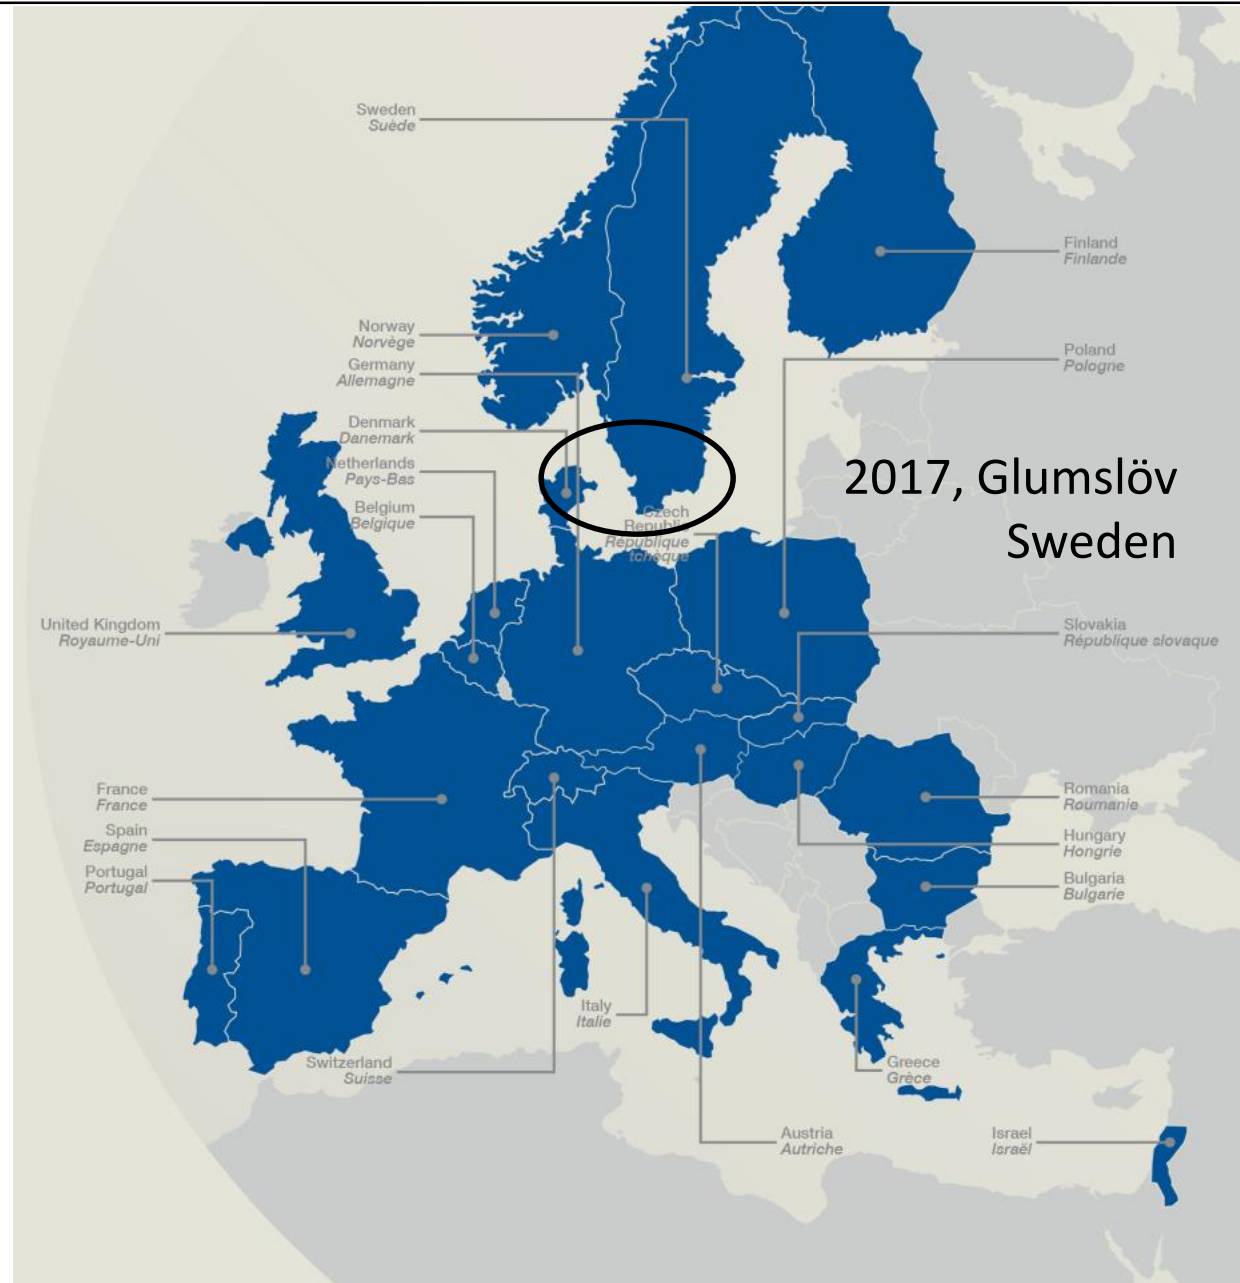 Sweden
Suède
Finland
Finlande
Norway
Norvège
Germany
Allemagne
Poland
Pologne
Denmark
Danemark
Netherlands
Pays-Bas
Belgium
Belgique
2017, Glumslöv
Sweden
Czech
Republic
République
tchèque
United Kingdom
Royaume-Uni
Slovakia
République slovaque
France
France
Spain
Espagne
Portugal
Portugal
Romania
Roumanie
Hungary
Hongrie
Bulgaria
Bulgarie
Italy
Italie
Switzerland
Suisse
Greece
Grèce
Austria
Autriche
Israel
Israël